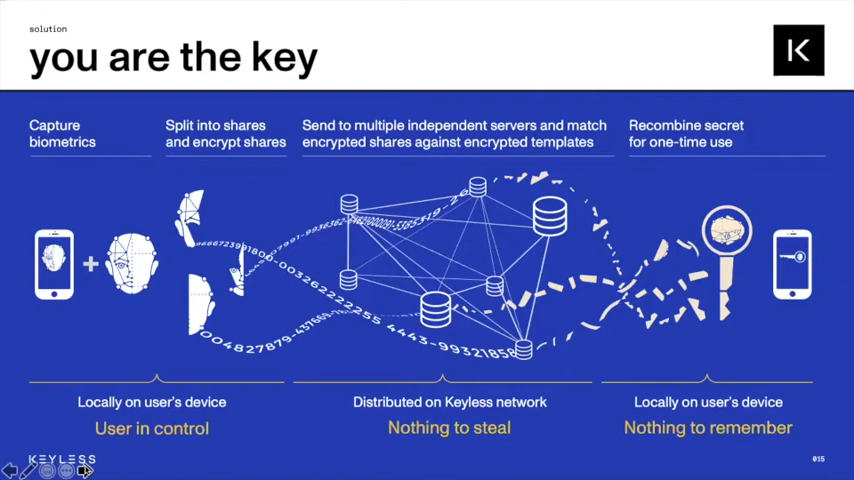 solution
you are the key
K
Capture
biometrics
Split into shares
and encrypt shares
Send to multiple independent servers and match
encrypted shares against encrypted templates
Recombine secret
for one-time use
Locally on user's device
User in control
Distributed on Keyless network
Nothing to steal
Locally on user's device
Nothing to remember
KEYLESS
015